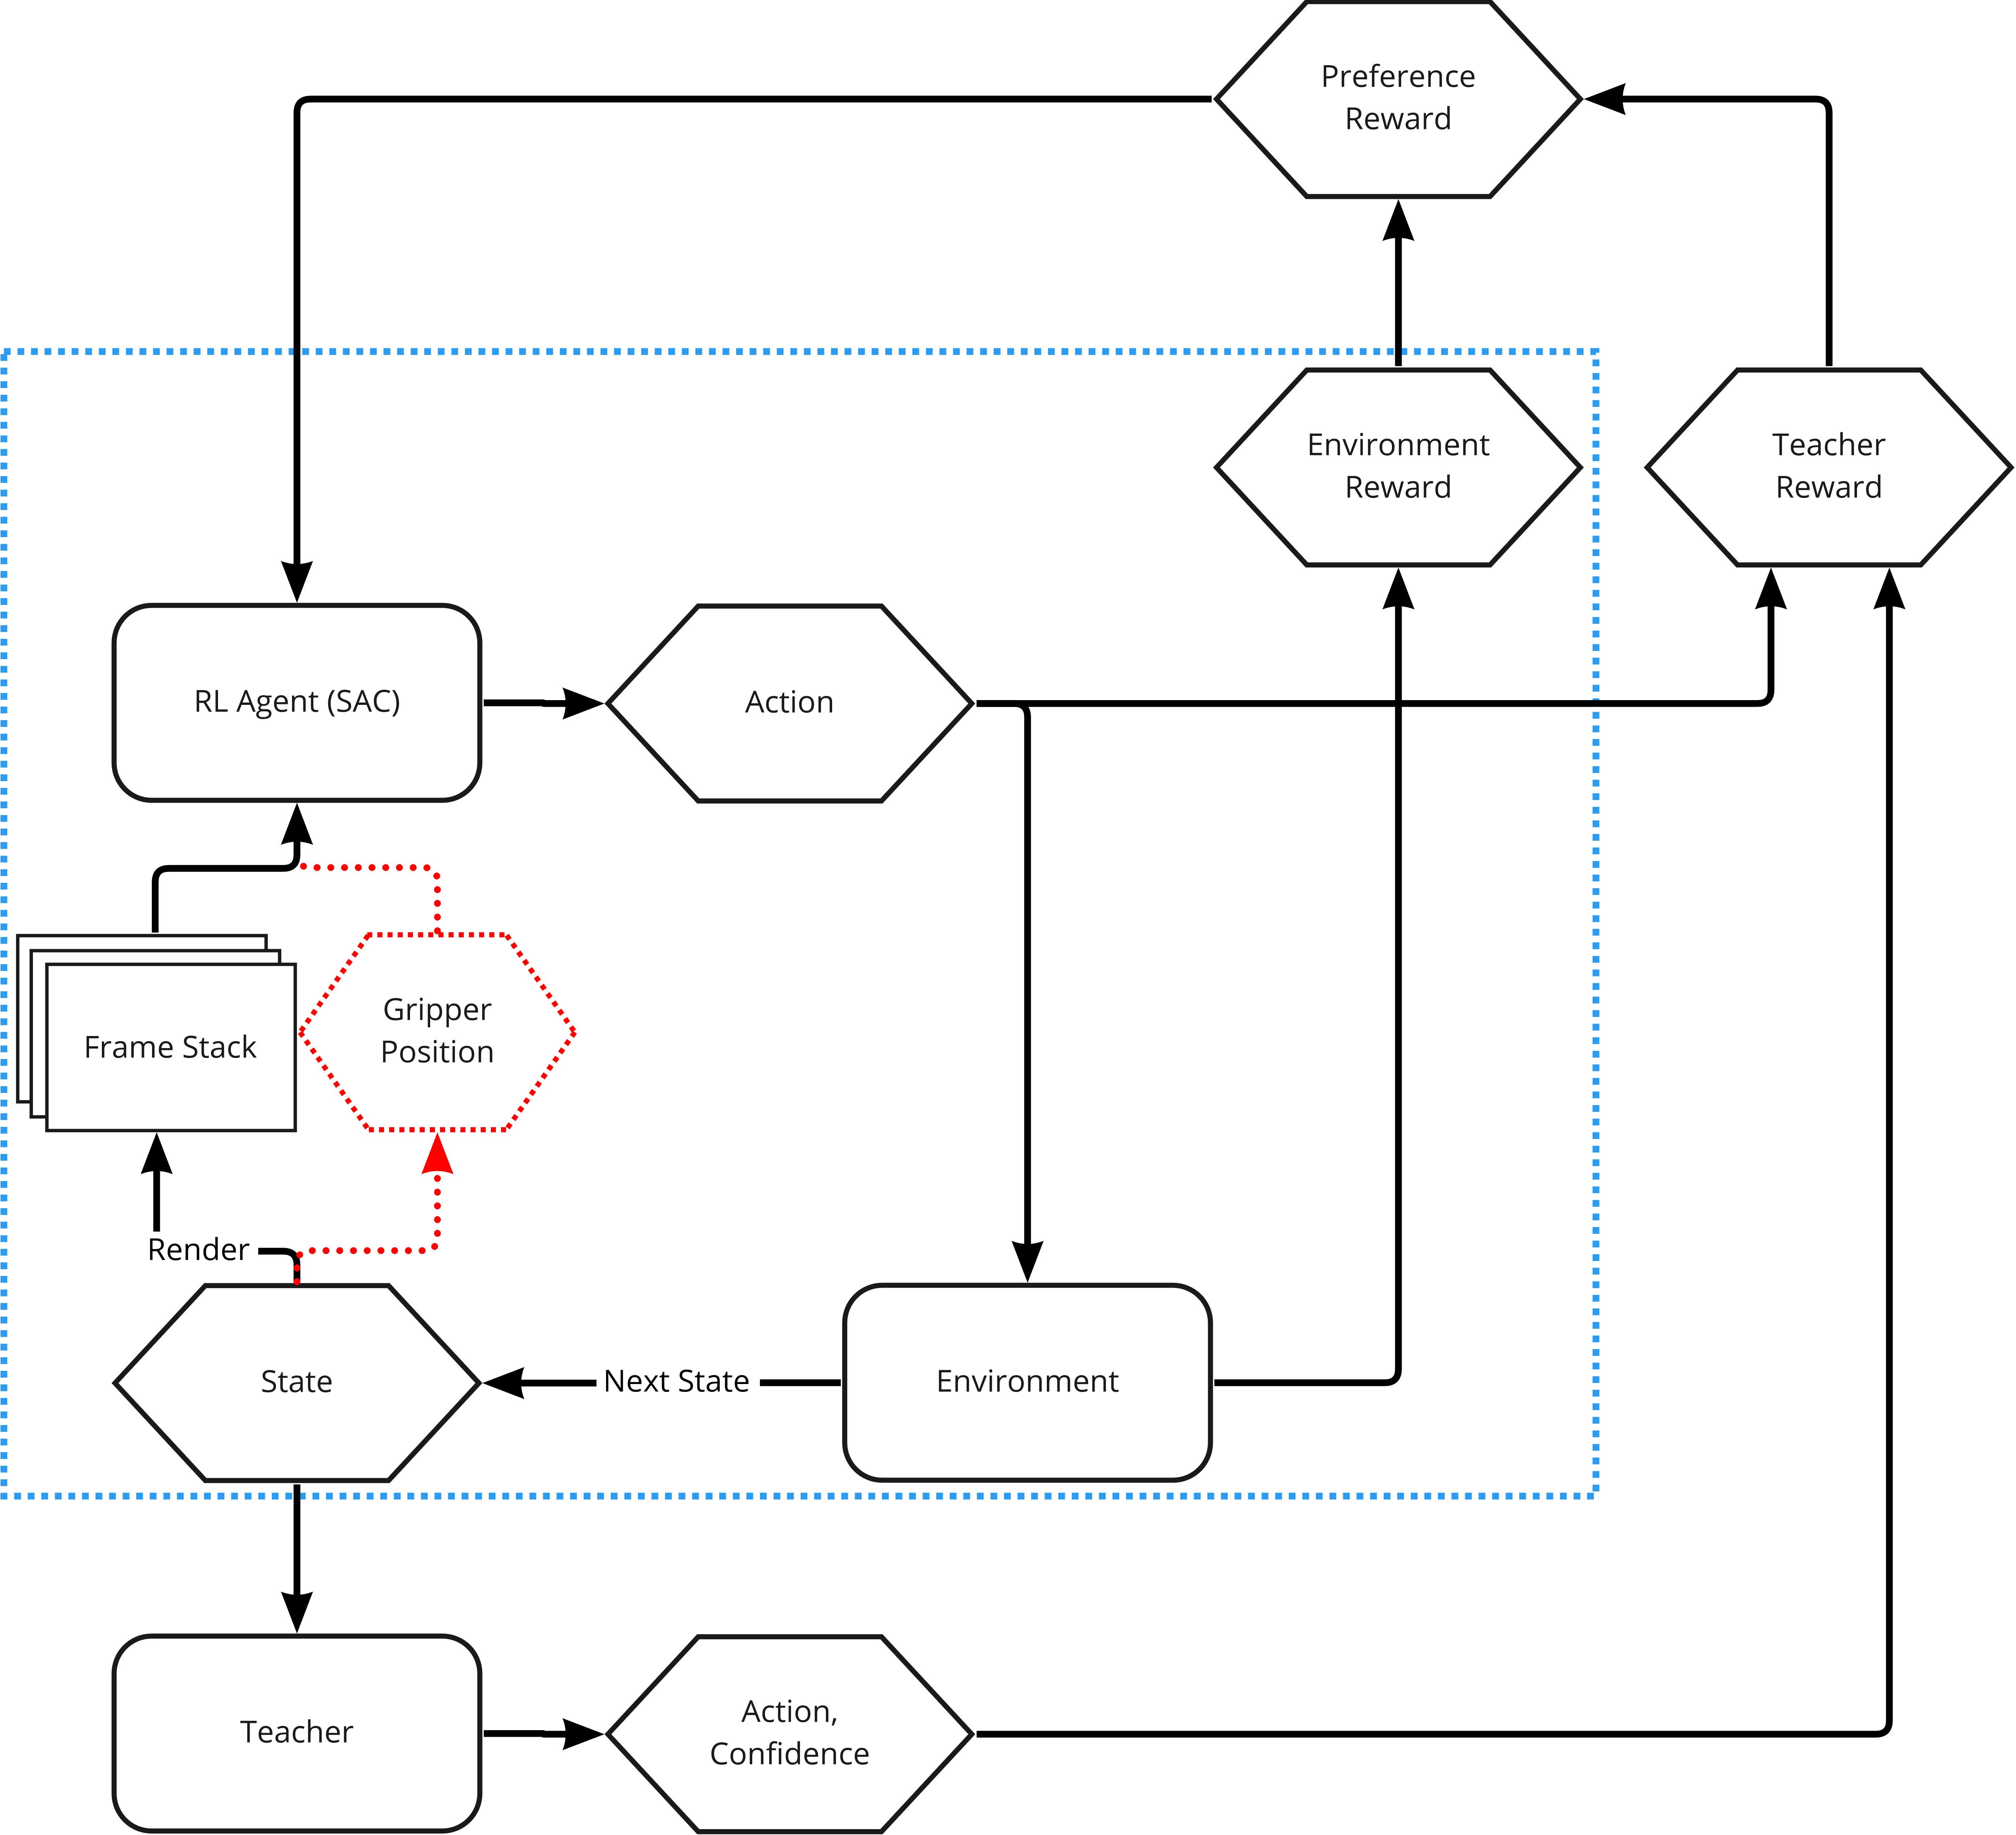 Preference
Reward
Environment
Reward
Teacher
Reward
RL Agent (SAC)
Action
Gripper
Position
Frame Stack
Render
State
Next State
Environment
Teacher
Action,
Confidence